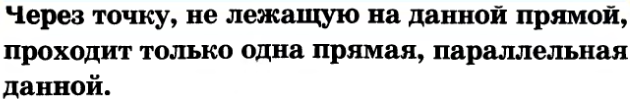 Через точку, не лежащую на данной прямой,
проходит только одна прямая, параллельная
данной.